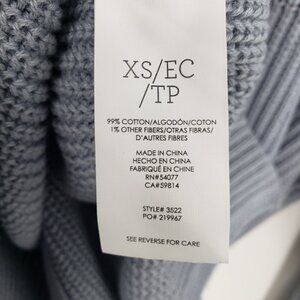 XS/EC
/TP
99% COTTON/ALGODÓN/COTON
1% OTHER FIBERS/OTRAS FIBRAS/
D'AUTRES FIBRES
MADE IN CHINA
HECHO EN CHINA
FABRIQUÉ EN CHINE
RN#54077
CA#59814
STYLE# 3522
PO# 219967
SEE REVERSE FOR CARE